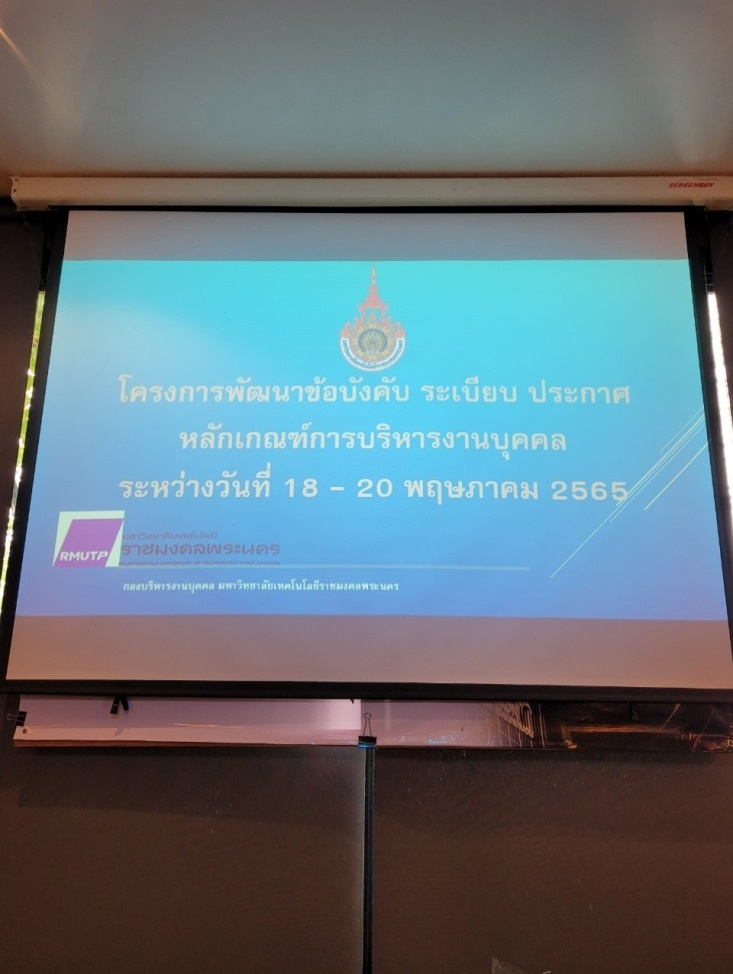 SCREENBOY
โครงการพัฒนาข้อบังคับ ระเบียบ ประกาศ
หลักเกณฑ์การบริหารงานบุคคล
ระหว่างวันที่ 18 – 20 พฤษภาคม 2565
RMUTP
มหาวิทยาลัยเทคโนโลยี
ราชมงคลพระนคร
RAJAMANGALA UNIVERSITY OF TECHNOLOGY PHRA NAKHON
กองบริหารงานบุคคล มหาวิทยาลัยเทคโนโลยีราชมงคลพระนคร